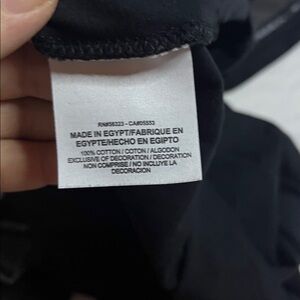 RN#56323 - CA#05553
MADE IN EGYPT/FABRIQUE EN
EGYPTE/HECHO EN EGIPTO
100% COTTON / COTON / ALGODON
EXCLUSIVE OF DECORATION / DECORATION
NON COMPRISE / NO INCLUYE LA
DECORACION